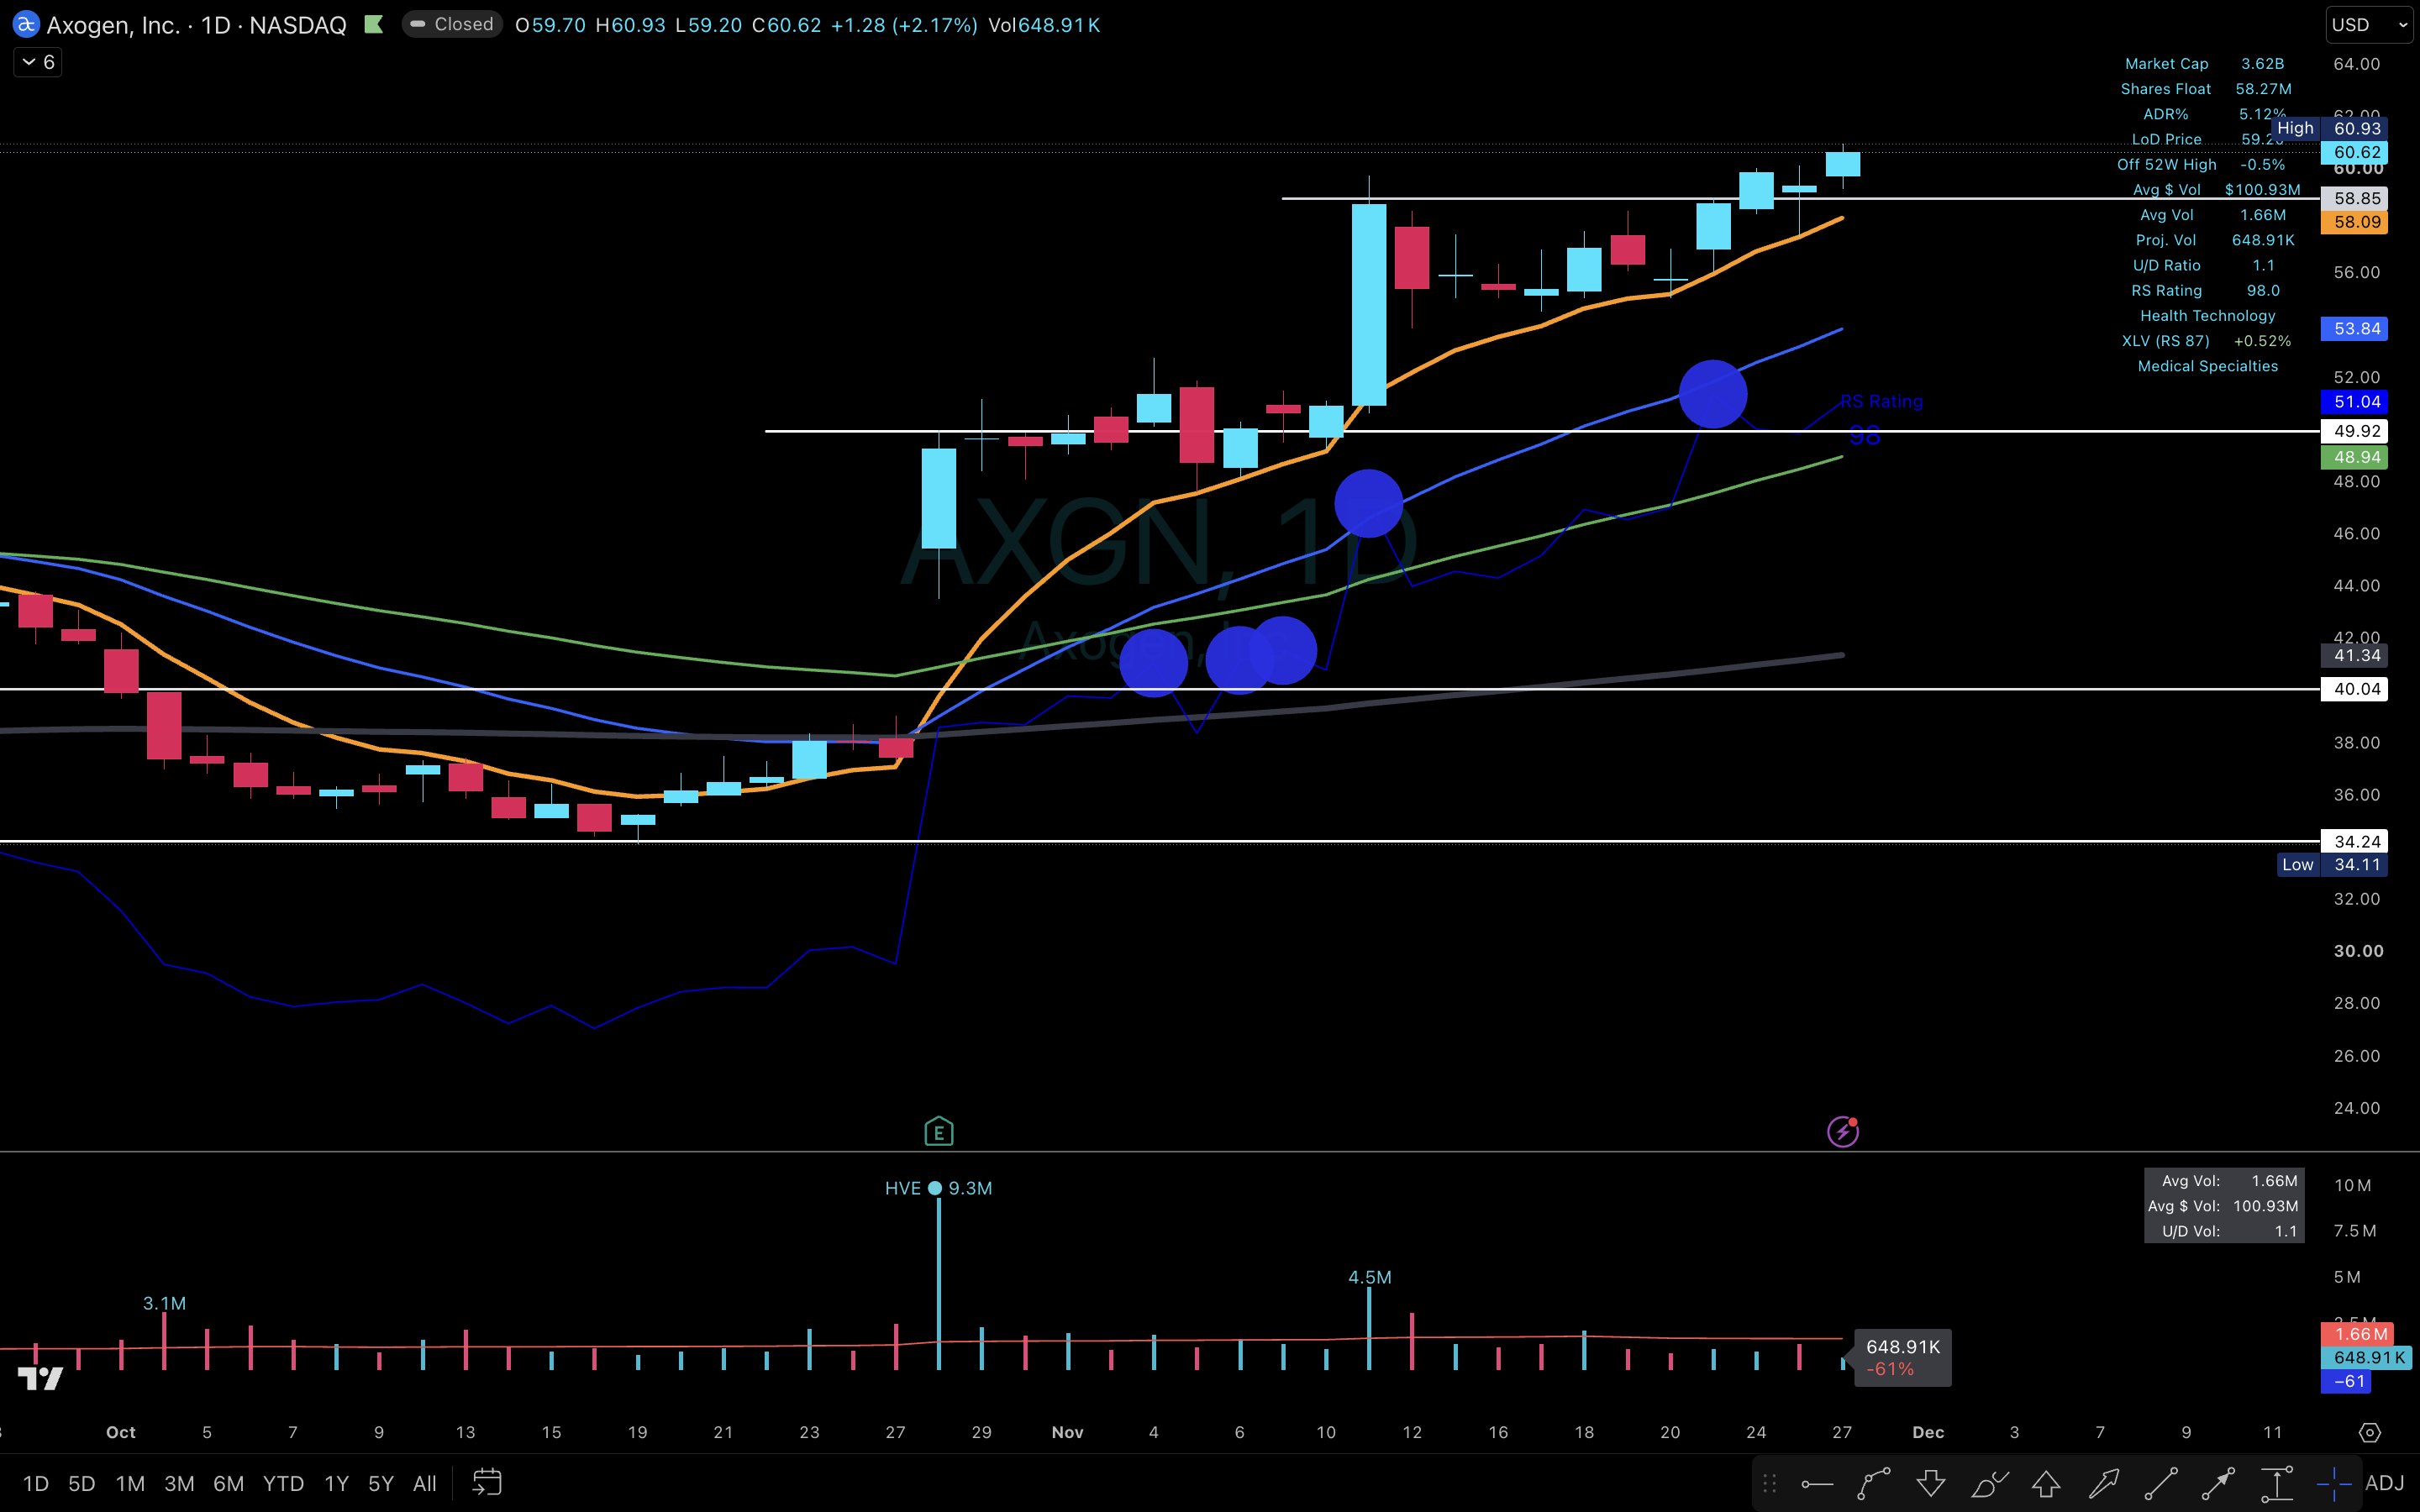 Axogen, Inc. · 1D · NASDAQ Closed O59.70 H60.93 L59.20 C60.62 +1.28 (+2.17%) Vol648.91K
USD
6
Market Cap 3.62B
Shares Float 58.27M
ADR% 5.12%
LoD Price 59.20
Off 52W High -0.5%
Avg $ Vol $100.93M
Avg Vol 1.66M
Proj. Vol 648.91K
U/D Ratio 1.1
RS Rating 98.0
Health Technology
XLV (RS 87) +0.52%
Medical Specialties
64.00
62.00
High 60.93
60.62
60.00
58.85
58.09
56.00
53.84
52.00
51.04
49.92
48.94
48.00
46.00
44.00
42.00
41.34
40.04
38.00
36.00
34.24
Low 34.11
32.00
30.00
28.00
26.00
24.00
RS Rating
98
AXGN, 1D
Axogen, Inc.
E
HVE 9.3M
3.1M
4.5M
648.91K
-61%
Avg Vol: 1.66M
Avg $ Vol: 100.93M
U/D Vol: 1.1
10 M
7.5 M
5 M
2.5 M
1.66 M
648.91 K
−61
Oct 5 7 9 13 15 19 21 23 27 29 Nov 4 6 10 12 16 18 20 24 27 Dec 3 7 9 11
1D 5D 1M 3M 6M YTD 1Y 5Y All
ADJ